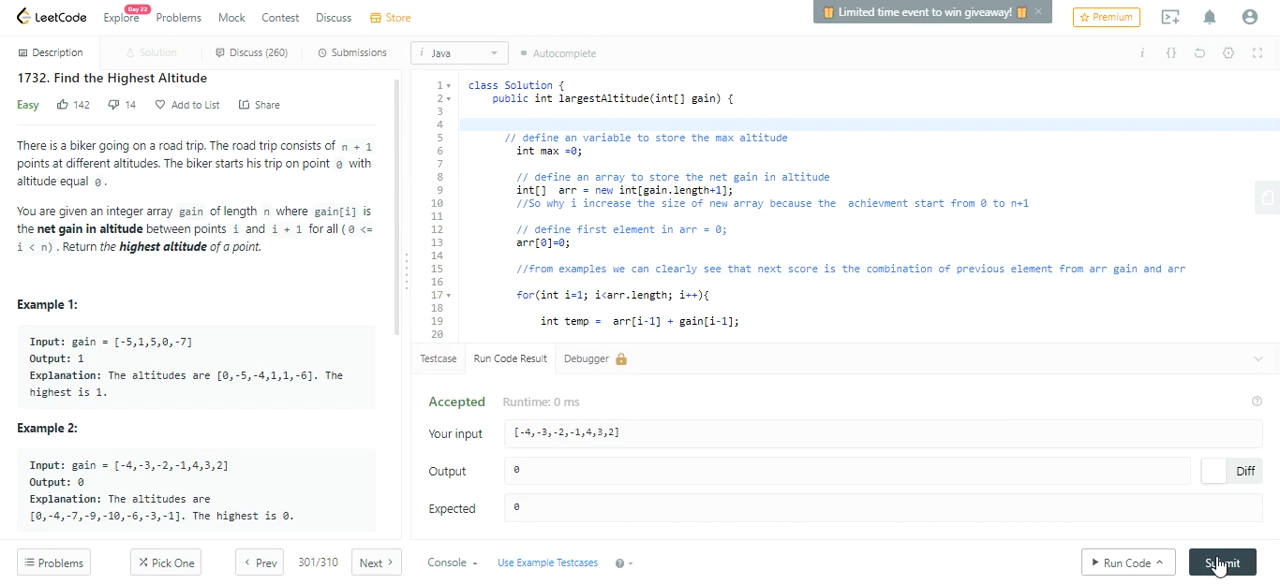 LeetCode
Explore
Day 22
Problems
Mock
Contest
Discuss
Store
Limited time event to win giveaway!
×
Premium
Description
Solution
Discuss (260)
Submissions
i Java
Autocomplete
i
{}
1732. Find the Highest Altitude
Easy
142
14
Add to List
Share
There is a biker going on a road trip. The road trip consists of n + 1
points at different altitudes. The biker starts his trip on point 0 with
altitude equal 0.
You are given an integer array gain of length n where gain[i] is
the net gain in altitude between points i and i + 1 for all (0 <=
i < n). Return the highest altitude of a point.
Example 1:
Input: gain = [-5,1,5,0,-7]
Output: 1
Explanation: The altitudes are [0,-5,-4,1,1,-6]. The
highest is 1.
Example 2:
Input: gain = [-4,-3,-2,-1,4,3,2]
Output: 0
Explanation: The altitudes are
[0,-4,-7,-9,-10,-6,-3,-1]. The highest is 0.
1 class Solution {
2 public int largestAltitude(int[] gain) {
3
4
5 // define an variable to store the max altitude
6 int max =0;
7
8 // define an array to store the net gain in altitude
9 int[] arr = new int[gain.length+1];
10 //So why i increase the size of new array because the achievment start from 0 to n+1
11
12 // define first element in arr = 0;
13 arr[0]=0;
14
15 //from examples we can clearly see that next score is the combination of previous element from arr gain and arr
16
17 for(int i=1; i<arr.length; i++){
18
19 int temp = arr[i-1] + gain[i-1];
20
Testcase
Run Code Result
Debugger
Accepted
Runtime: 0 ms
Your input
[-4,-3,-2,-1,4,3,2]
Output
0
Diff
Expected
0
Problems
Pick One
Prev
301/310
Next
Console
Use Example Testcases
Run Code
Submit